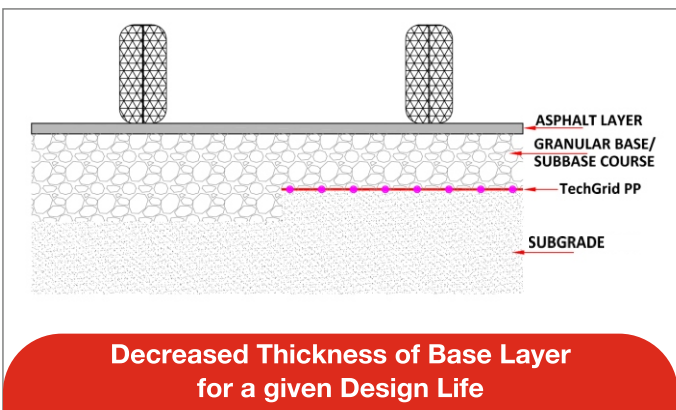 ASPHALT LAYER
GRANULAR BASE/
SUBBASE COURSE
TechGrid PP
SUBGRADE
Decreased Thickness of Base Layer
for a given Design Life